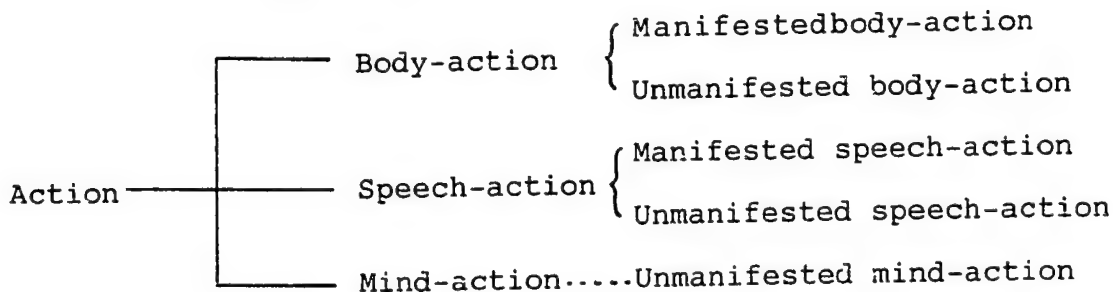 Manifestedbody-action
Body-action
Unmanifested body-action
Manifested speech-action
Action
Speech-action
Unmanifested speech-action
Mind-action.....Unmanifested mind-action